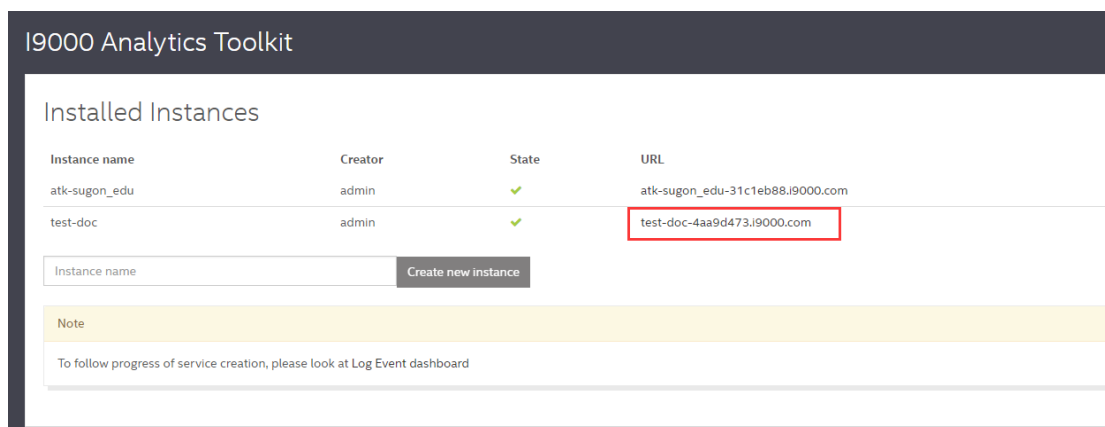 I9000 Analytics Toolkit
Installed Instances
Instance name Creator State URL
atk-sugon_edu admin atk-sugon_edu-31c1eb88.i9000.com
test-doc admin test-doc-4aa9d473.i9000.com
Instance name Create new instance
Note
To follow progress of service creation, please look at Log Event dashboard